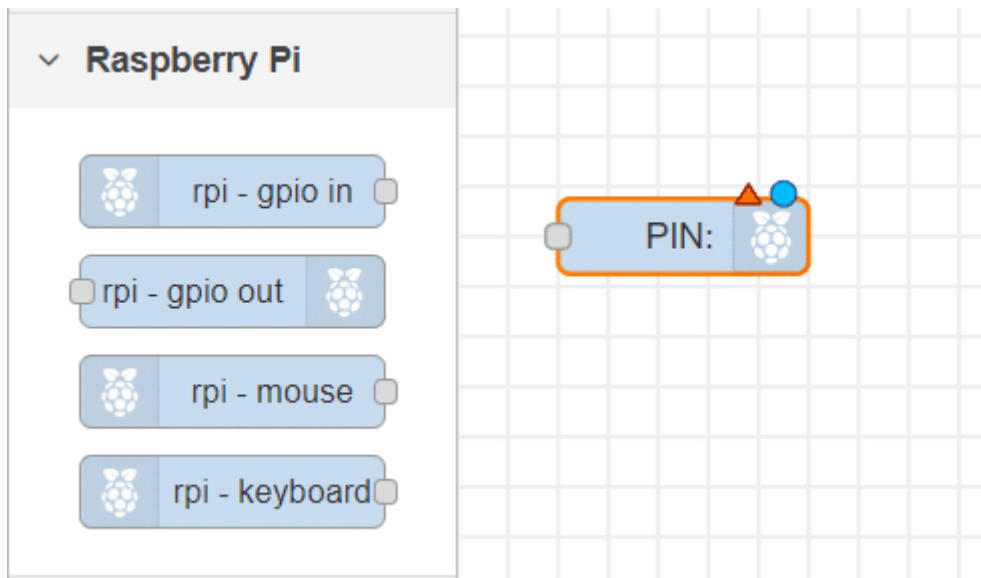 Raspberry Pi
rpi - gpio in
rpi - gpio out
rpi - mouse
rpi - keyboard
PIN: